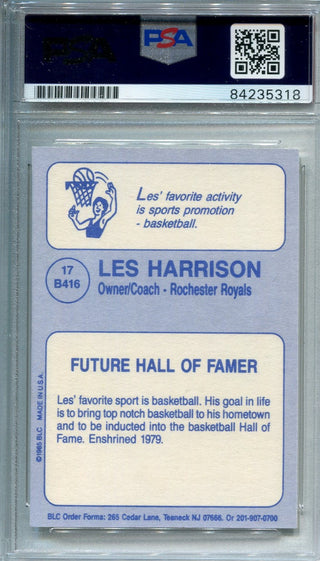 PSA
PSA
84235318
Les' favorite activity
is sports promotion
- basketball.
17
B416
LES HARRISON
Owner/Coach - Rochester Royals
FUTURE HALL OF FAMER
Les' favorite sport is basketball. His goal in life
is to bring top notch basketball to his hometown
and to be inducted into the basketball Hall of
Fame. Enshrined 1979.
©1985 BLC MADE IN U.S.A.
BLC Order Forms: 265 Cedar Lane, Teaneck NJ 07666. Or 201-907-0700